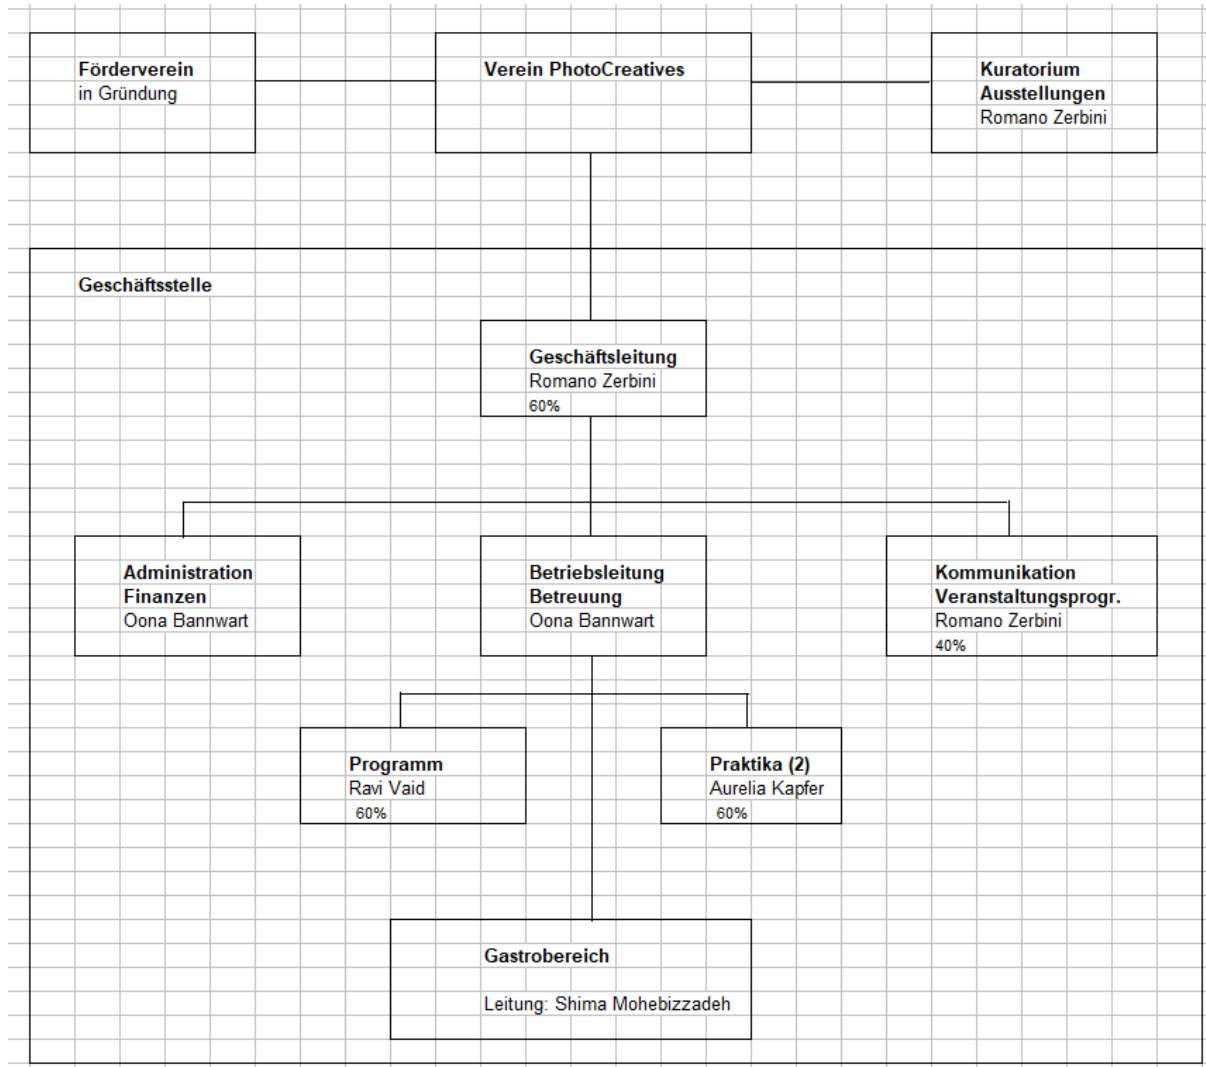 Förderverein
in Gründung
Verein PhotoCreatives
Kuratorium
Ausstellungen
Romano Zerbini
Geschäftsstelle
Geschäftsleitung
Romano Zerbini
60%
Administration
Finanzen
Oona Bannwart
Betriebsleitung
Betreuung
Oona Bannwart
Kommunikation
Veranstaltungsprogr.
Romano Zerbini
40%
Programm
Ravi Vaid
60%
Praktika (2)
Aurelia Kapfer
60%
Gastrobereich
Leitung: Shima Mohebizzadeh